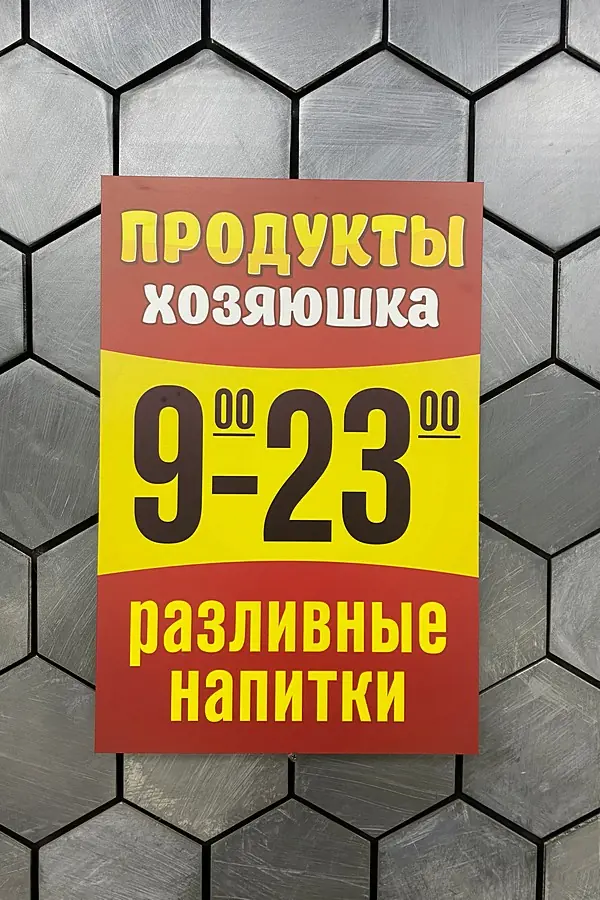 ПРОДУКТЫ
ХОЗЯЮШКА
900-2300
разливные
напитки